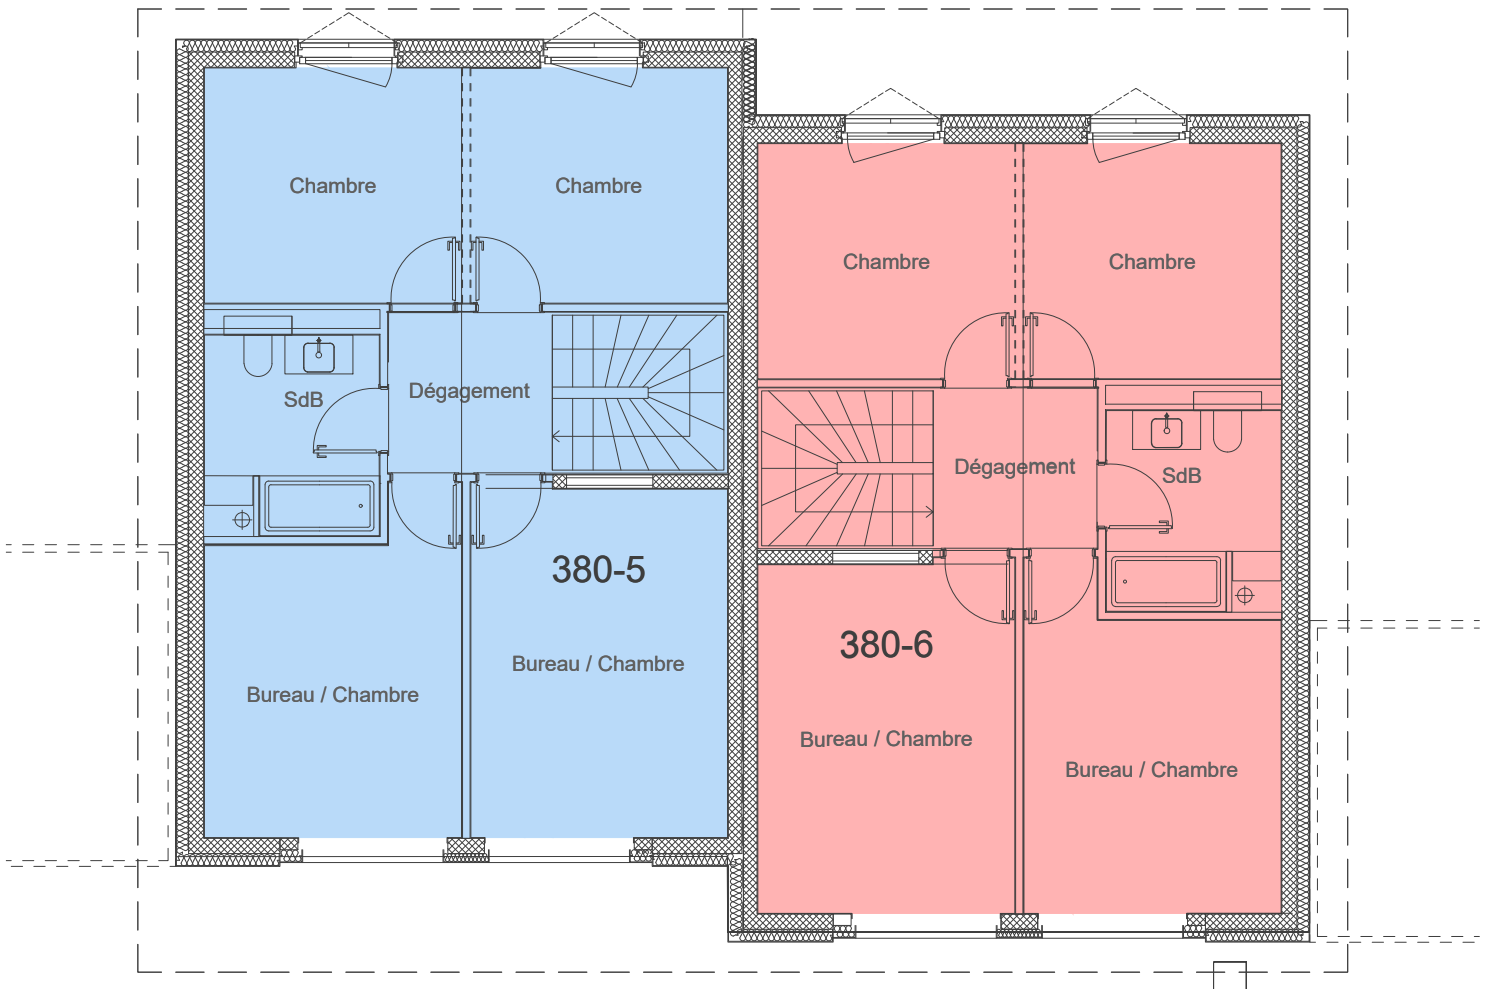 Chambre
Chambre
SdB
Dégagement
380-5
Bureau / Chambre
Bureau / Chambre
Chambre
Chambre
Dégagement
SdB
380-6
Bureau / Chambre
Bureau / Chambre